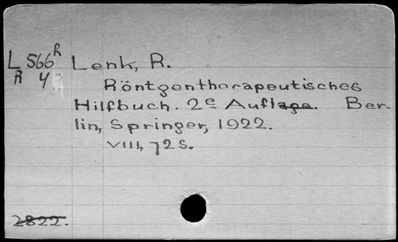 L 566 R Lenk, R.
R 4
Röntgentherapeutisches
Hilfbuch. 2e Auflage. Ber-
lin, Springer, 1922.
VIII, 72 S.
2822.